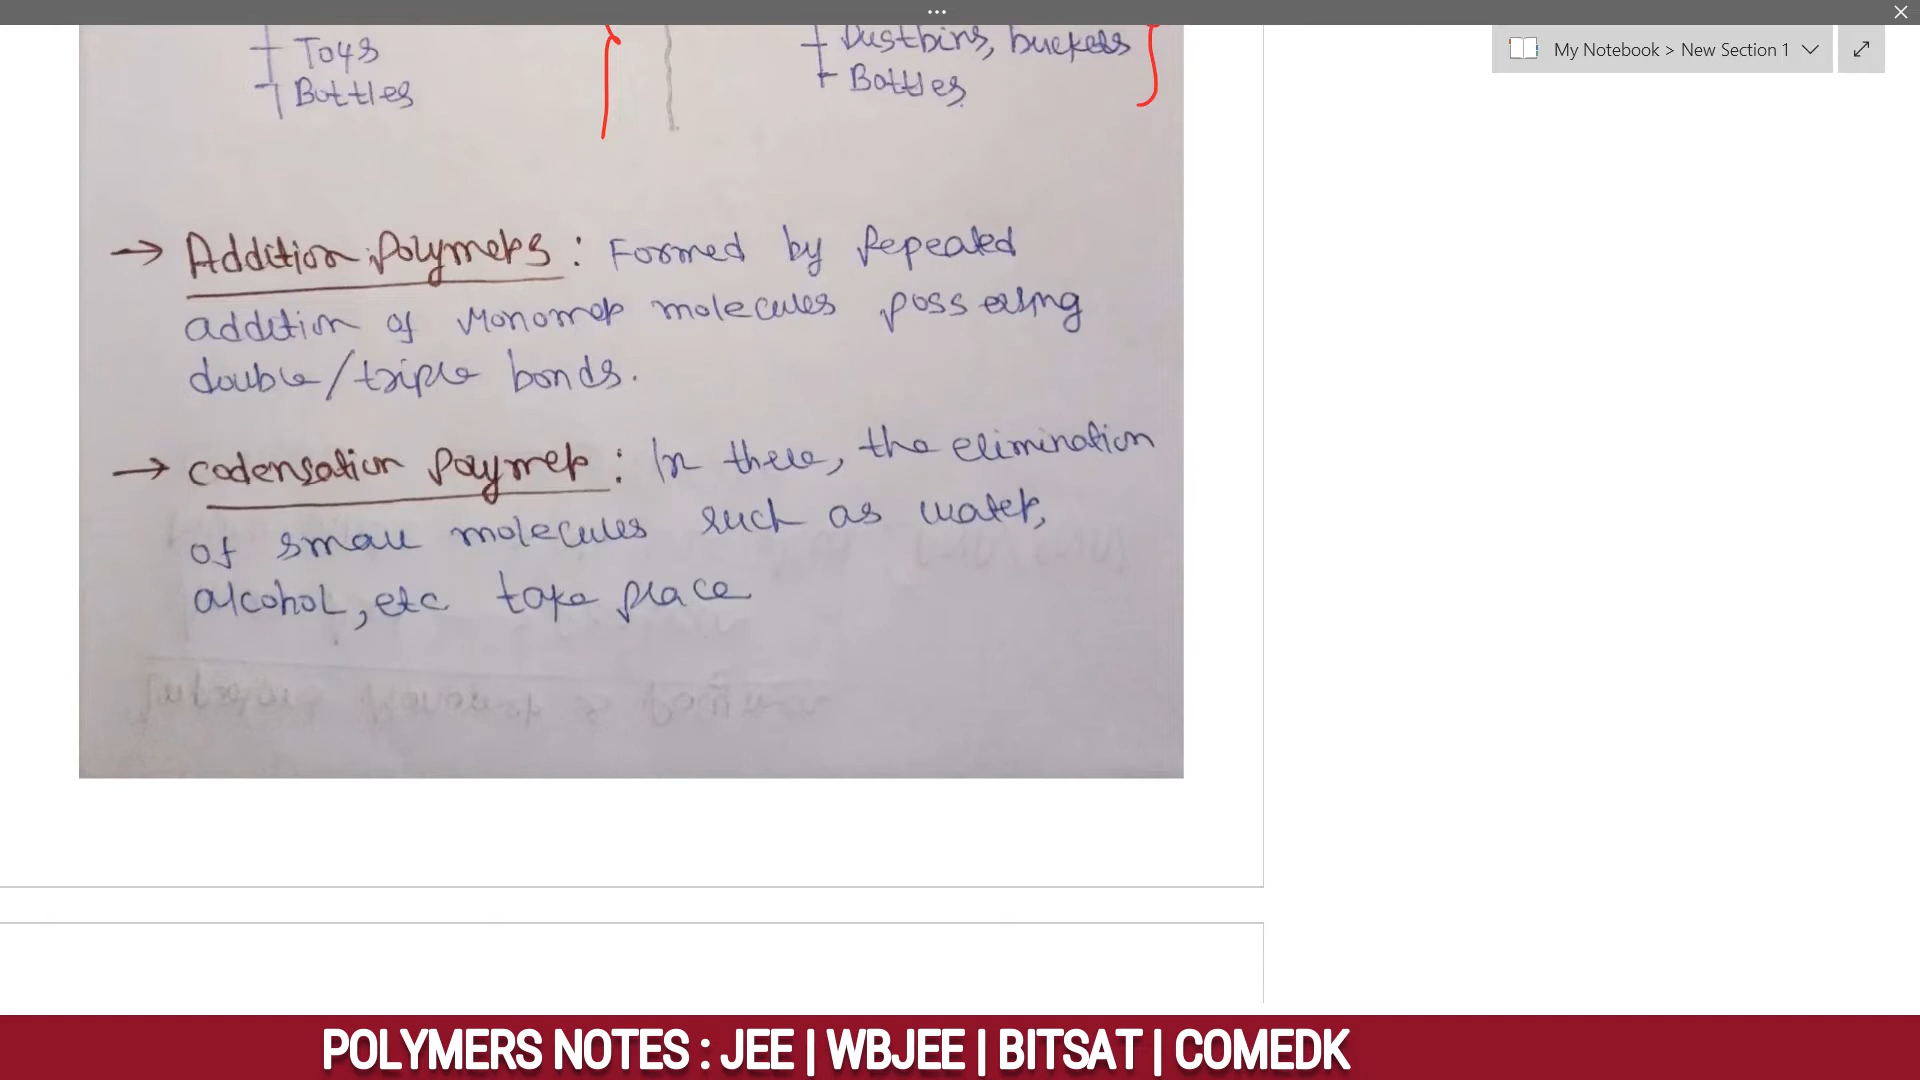 Toys
Bottles
Dustbins, buckets
Bottles
My Notebook > New Section 1
→ Addition Polymers : Formed by Repeated
addition of Monomer molecules possesing
double/triple bonds.
→ Codensation Polymer : In these, the elimination
of small molecules such as water,
alcohol, etc take place
POLYMERS NOTES : JEE | WBJEE | BITSAT | COMEDK